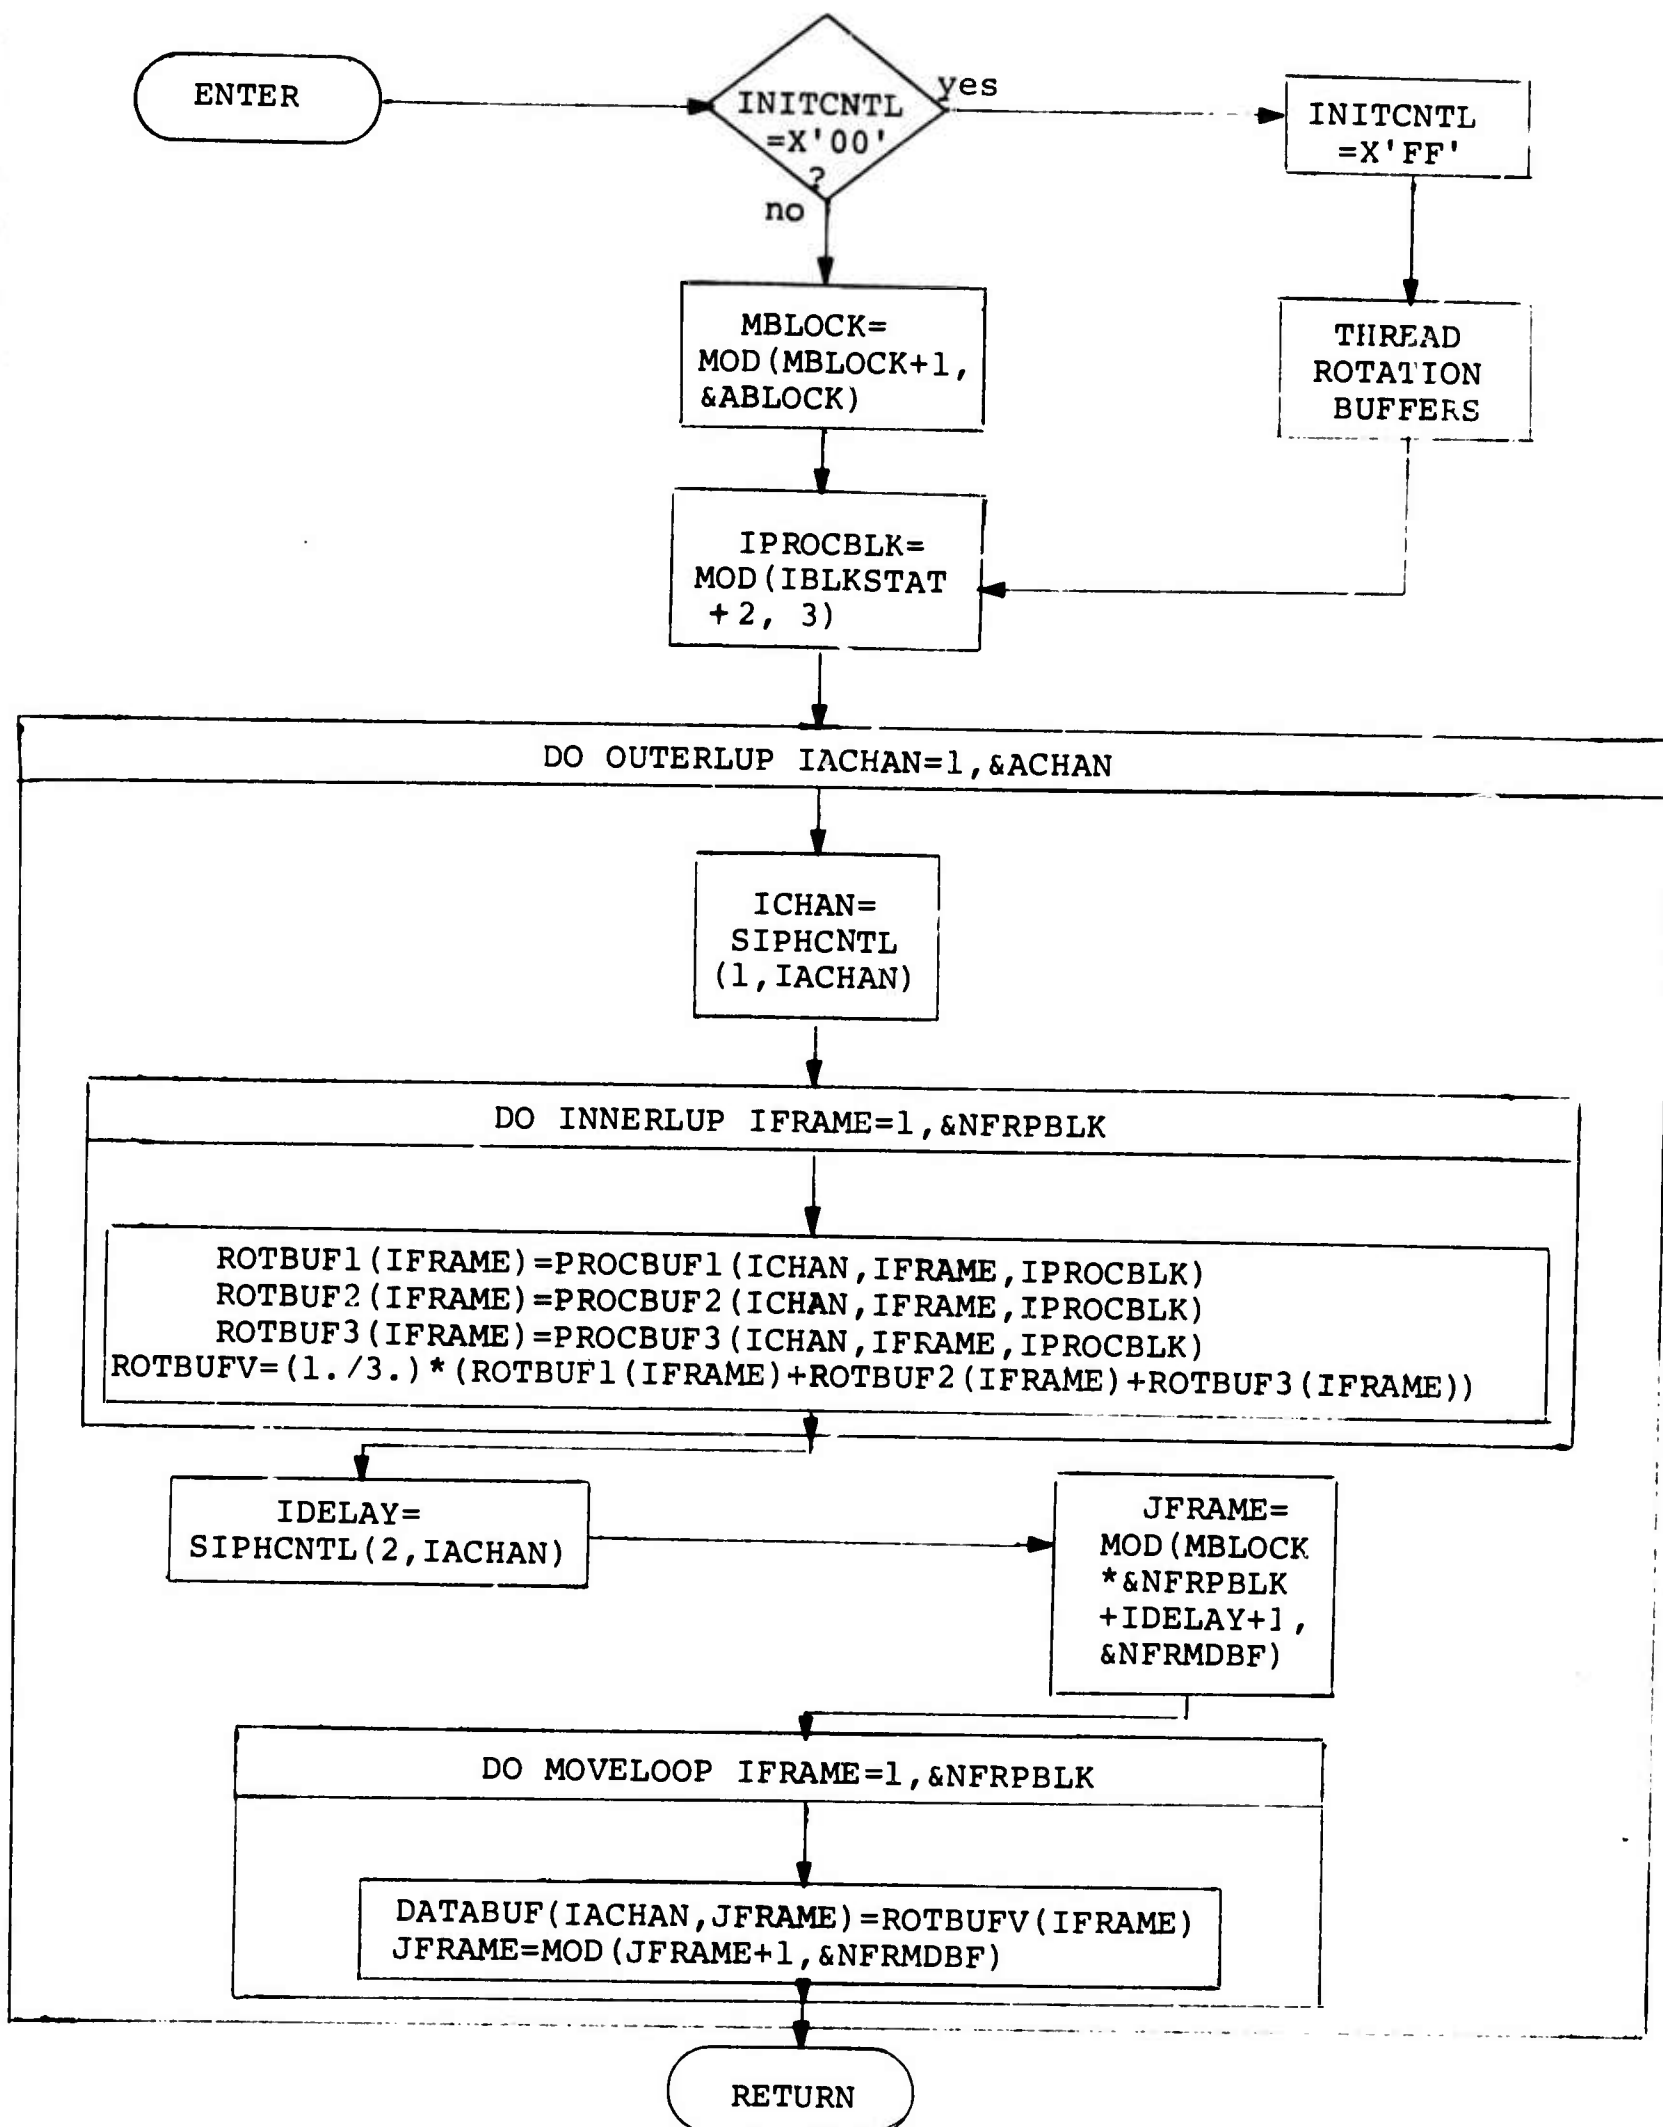 ENTER
INITCNTL
=X'00'
?
yes
no
INITCNTL
=X'FF'
THREAD
ROTATION
BUFFERS
MBLOCK=
MOD(MBLOCK+1,
&ABLOCK)
IPROCBLK=
MOD(IBLKSTAT
+2, 3)
DO OUTERLUP IACHAN=1,&ACHAN
ICHAN=
SIPHCNTL
(1,IACHAN)
DO INNERLUP IFRAME=1,&NFRPBLK
ROTBUF1(IFRAME)=PROCBUF1(ICHAN,IFRAME,IPROCBLK)
ROTBUF2(IFRAME)=PROCBUF2(ICHAN,IFRAME,IPROCBLK)
ROTBUF3(IFRAME)=PROCBUF3(ICHAN,IFRAME,IPROCBLK)
ROTBUFV=(1./3.)*(ROTBUF1(IFRAME)+ROTBUF2(IFRAME)+ROTBUF3(IFRAME))
IDELAY=
SIPHCNTL(2,IACHAN)
JFRAME=
MOD(MBLOCK
*&NFRPBLK
+IDELAY+1,
&NFRMDBF)
DO MOVELOOP IFRAME=1,&NFRPBLK
DATABUF(IACHAN,JFRAME)=ROTBUFV(IFRAME)
JFRAME=MOD(JFRAME+1,&NFRMDBF)
RETURN